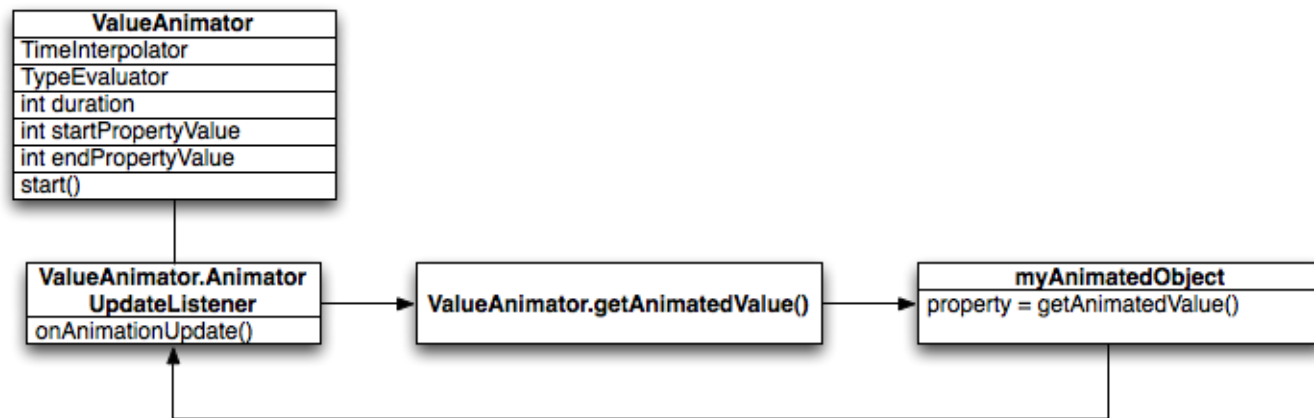 ValueAnimator
TimeInterpolator
TypeEvaluator
int duration
int startPropertyValue
int endPropertyValue
start()
ValueAnimator.Animator
UpdateListener
onAnimationUpdate()
ValueAnimator.getAnimatedValue()
myAnimatedObject
property = getAnimatedValue()